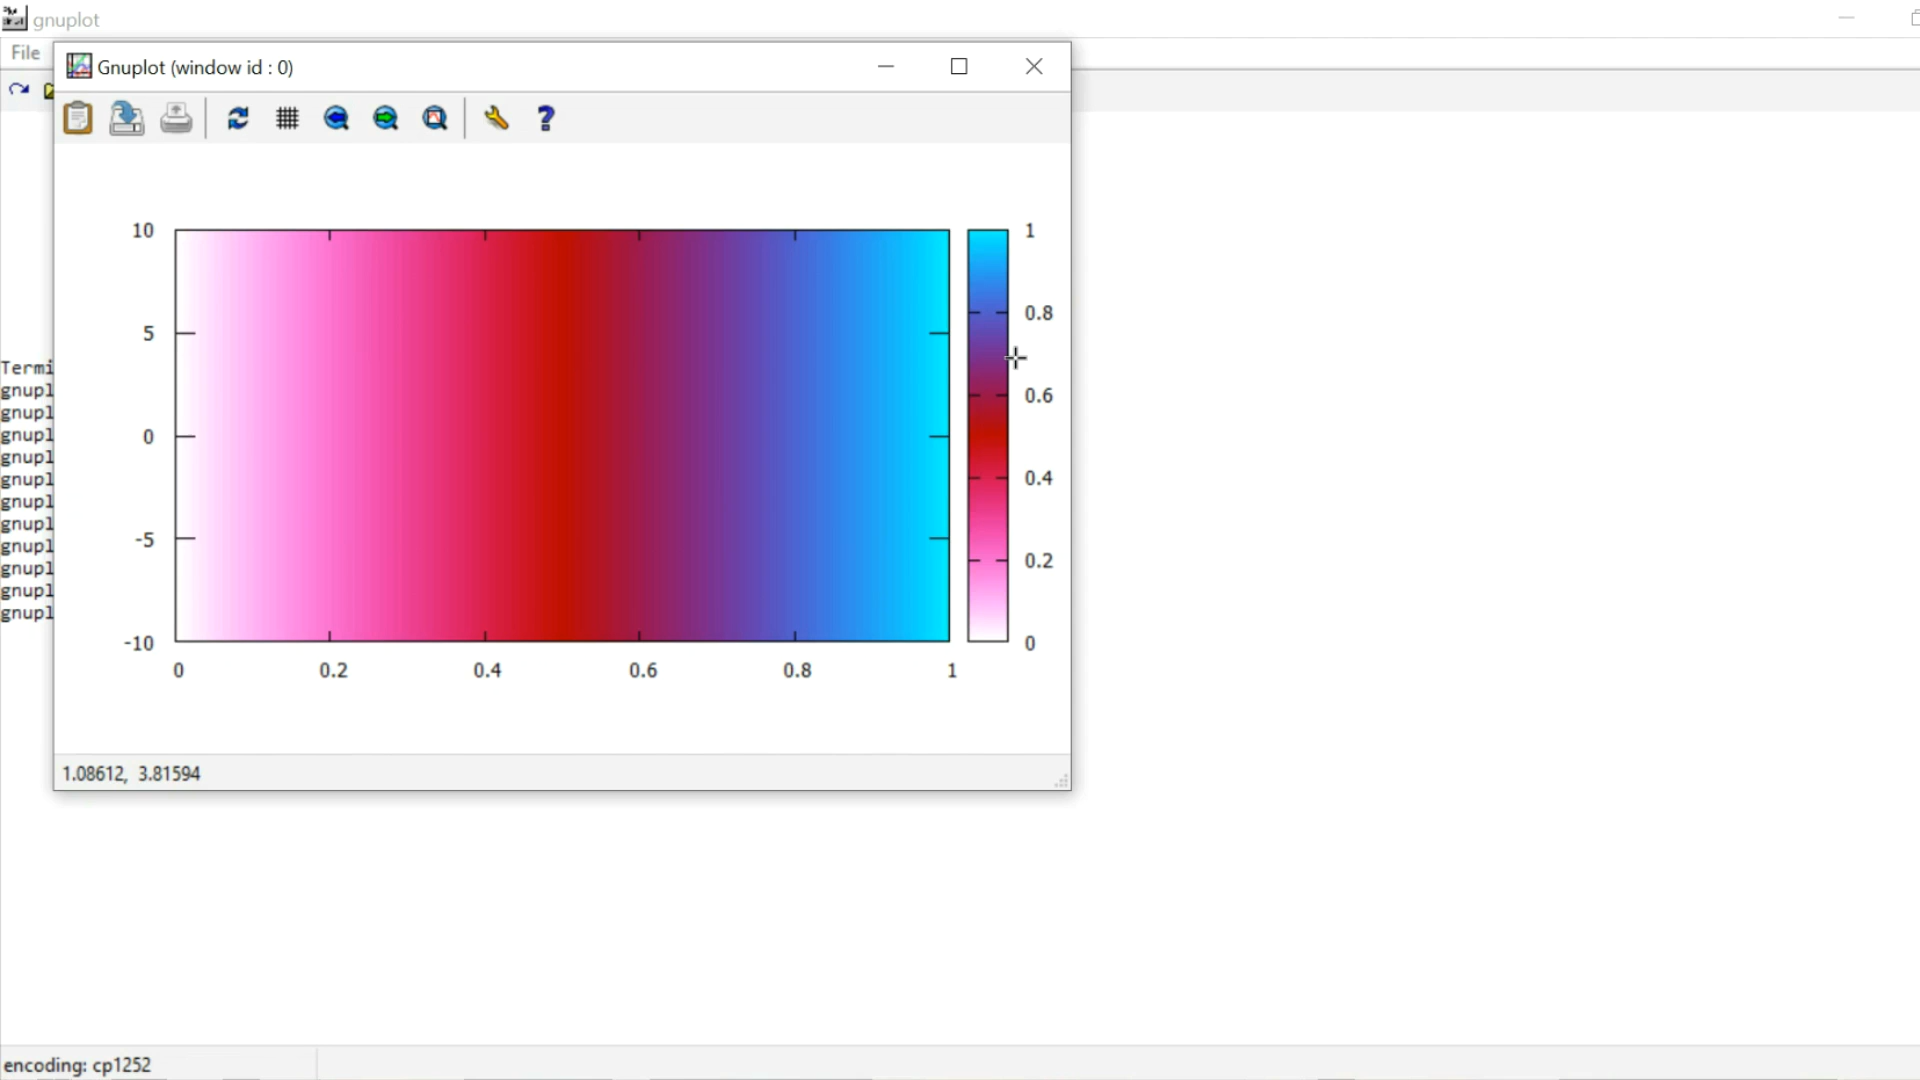 gnuplot
File
Gnuplot (window id : 0)
10
5
0
-5
-10
0 0.2 0.4 0.6 0.8 1
1
0.8
0.6
0.4
0.2
0
Termi
gnupl
gnupl
gnupl
gnupl
gnupl
gnupl
gnupl
gnupl
gnupl
gnupl
gnupl
1.08612, 3.81594
encoding: cp1252